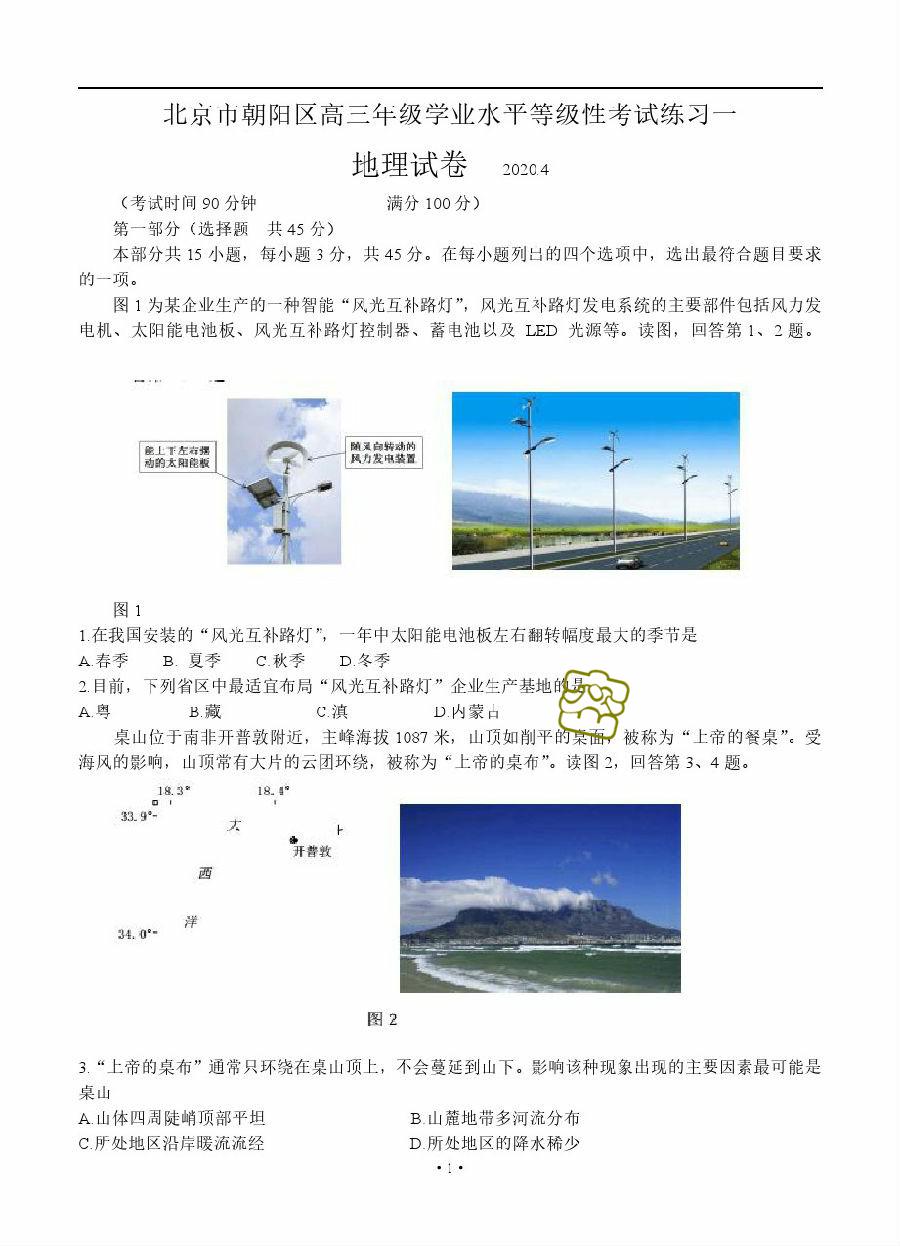 北京市朝阳区高三年级学业水平等级性考试练习一
地理试卷 2020.4
（考试时间 90 分钟 满分 100 分）
第一部分（选择题 共 45 分）
本部分共 15 小题，每小题 3 分，共 45 分。在每小题列出的四个选项中，选出最符合题目要求
的一项。
图 1 为某企业生产的一种智能“风光互补路灯”，风光互补路灯发电系统的主要部件包括风力发
电机、太阳能电池板、风光互补路灯控制器、蓄电池以及 LED 光源等。读图，回答第 1、2 题。
能上下左右摆
动的太阳能板
随风向转动的
风力发电装置
图 1
1.在我国安装的“风光互补路灯”，一年中太阳能电池板左右翻转幅度最大的季节是
A.春季 B. 夏季 C.秋季 D.冬季
2.目前，下列省区中最适宜布局“风光互补路灯”企业生产基地的是
A.粤 B.藏 C.滇 D.内蒙古
桌山位于南非开普敦附近，主峰海拔 1087 米，山顶如削平的桌面，被称为“上帝的餐桌”。受
海风的影响，山顶常有大片的云团环绕，被称为“上帝的桌布”。读图 2，回答第 3、4 题。
18.3° 18.4°
33.9°
大
开普敦
西
洋
34.0°
图 2
3.“上帝的桌布”通常只环绕在桌山顶上，不会蔓延到山下。影响该种现象出现的主要因素最可能是
桌山
A.山体四周陡峭顶部平坦 B.山麓地带多河流分布
C.所处地区沿岸暖流流经 D.所处地区的降水稀少
·1·